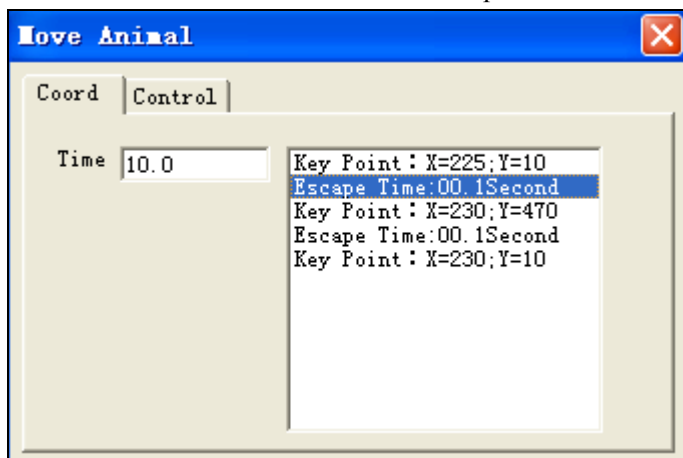 Move Animal
Coord Control
Time 10.0
Key Point：X=225;Y=10
Escape Time:00.1Second
Key Point：X=230;Y=470
Escape Time:00.1Second
Key Point：X=230;Y=10